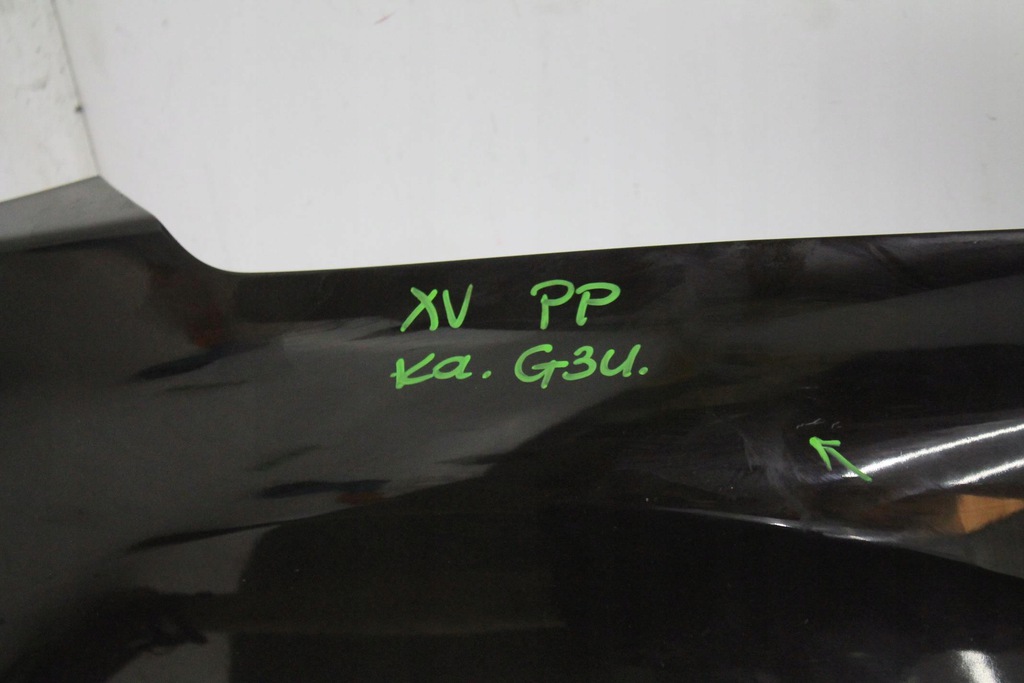 XV PP
Ka. G3U.